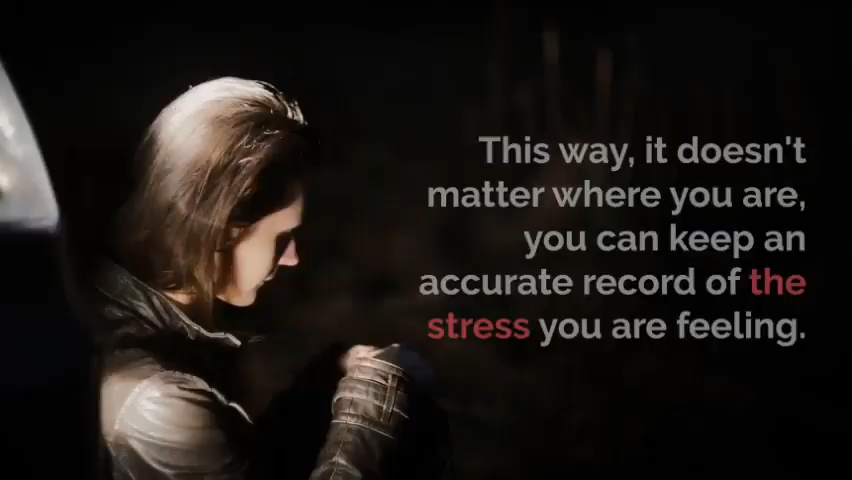 This way, it doesn't
matter where you are,
you can keep an
accurate record of the
stress you are feeling.